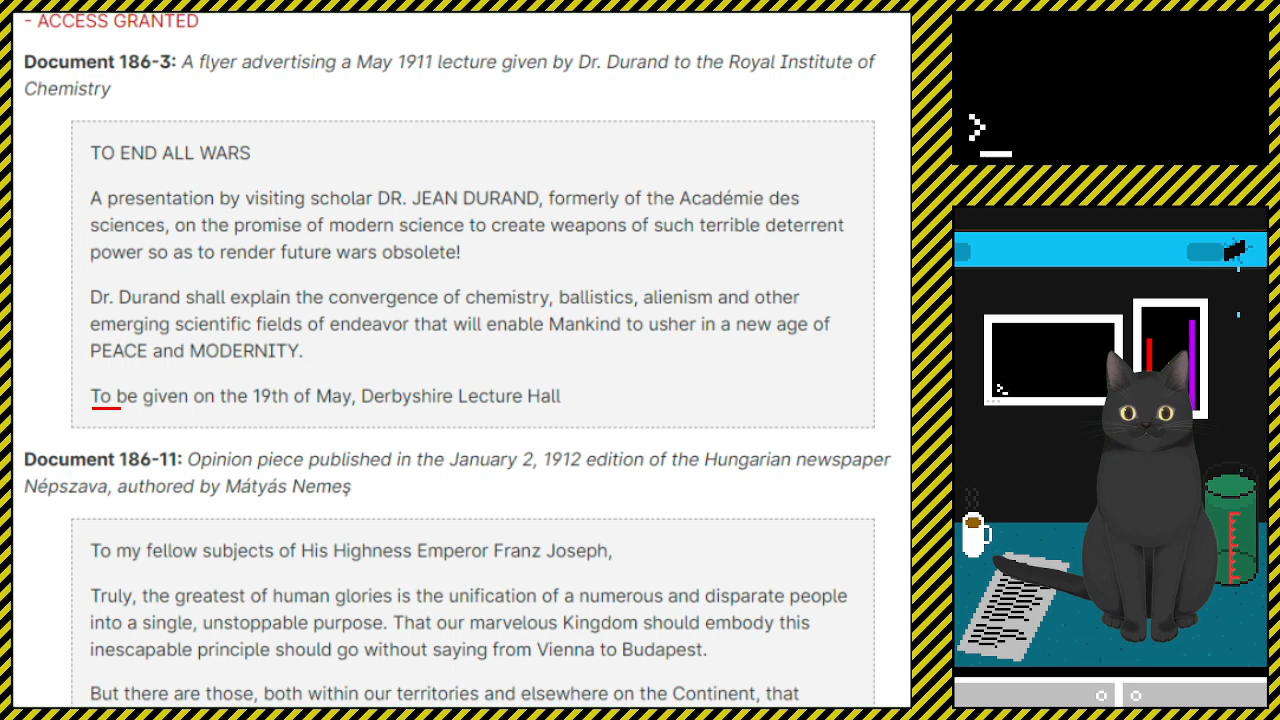 - ACCESS GRANTED
Document 186-3: A flyer advertising a May 1911 lecture given by Dr. Durand to the Royal Institute of
Chemistry
TO END ALL WARS
A presentation by visiting scholar DR. JEAN DURAND, formerly of the Académie des
sciences, on the promise of modern science to create weapons of such terrible deterrent
power so as to render future wars obsolete!
Dr. Durand shall explain the convergence of chemistry, ballistics, alienism and other
emerging scientific fields of endeavor that will enable Mankind to usher in a new age of
PEACE and MODERNITY.
To be given on the 19th of May, Derbyshire Lecture Hall
Document 186-11: Opinion piece published in the January 2, 1912 edition of the Hungarian newspaper
Népszava, authored by Mátyás Nemeş
To my fellow subjects of His Highness Emperor Franz Joseph,
Truly, the greatest of human glories is the unification of a numerous and disparate people
into a single, unstoppable purpose. That our marvelous Kingdom should embody this
inescapable principle should go without saying from Vienna to Budapest.
But there are those, both within our territories and elsewhere on the Continent, that